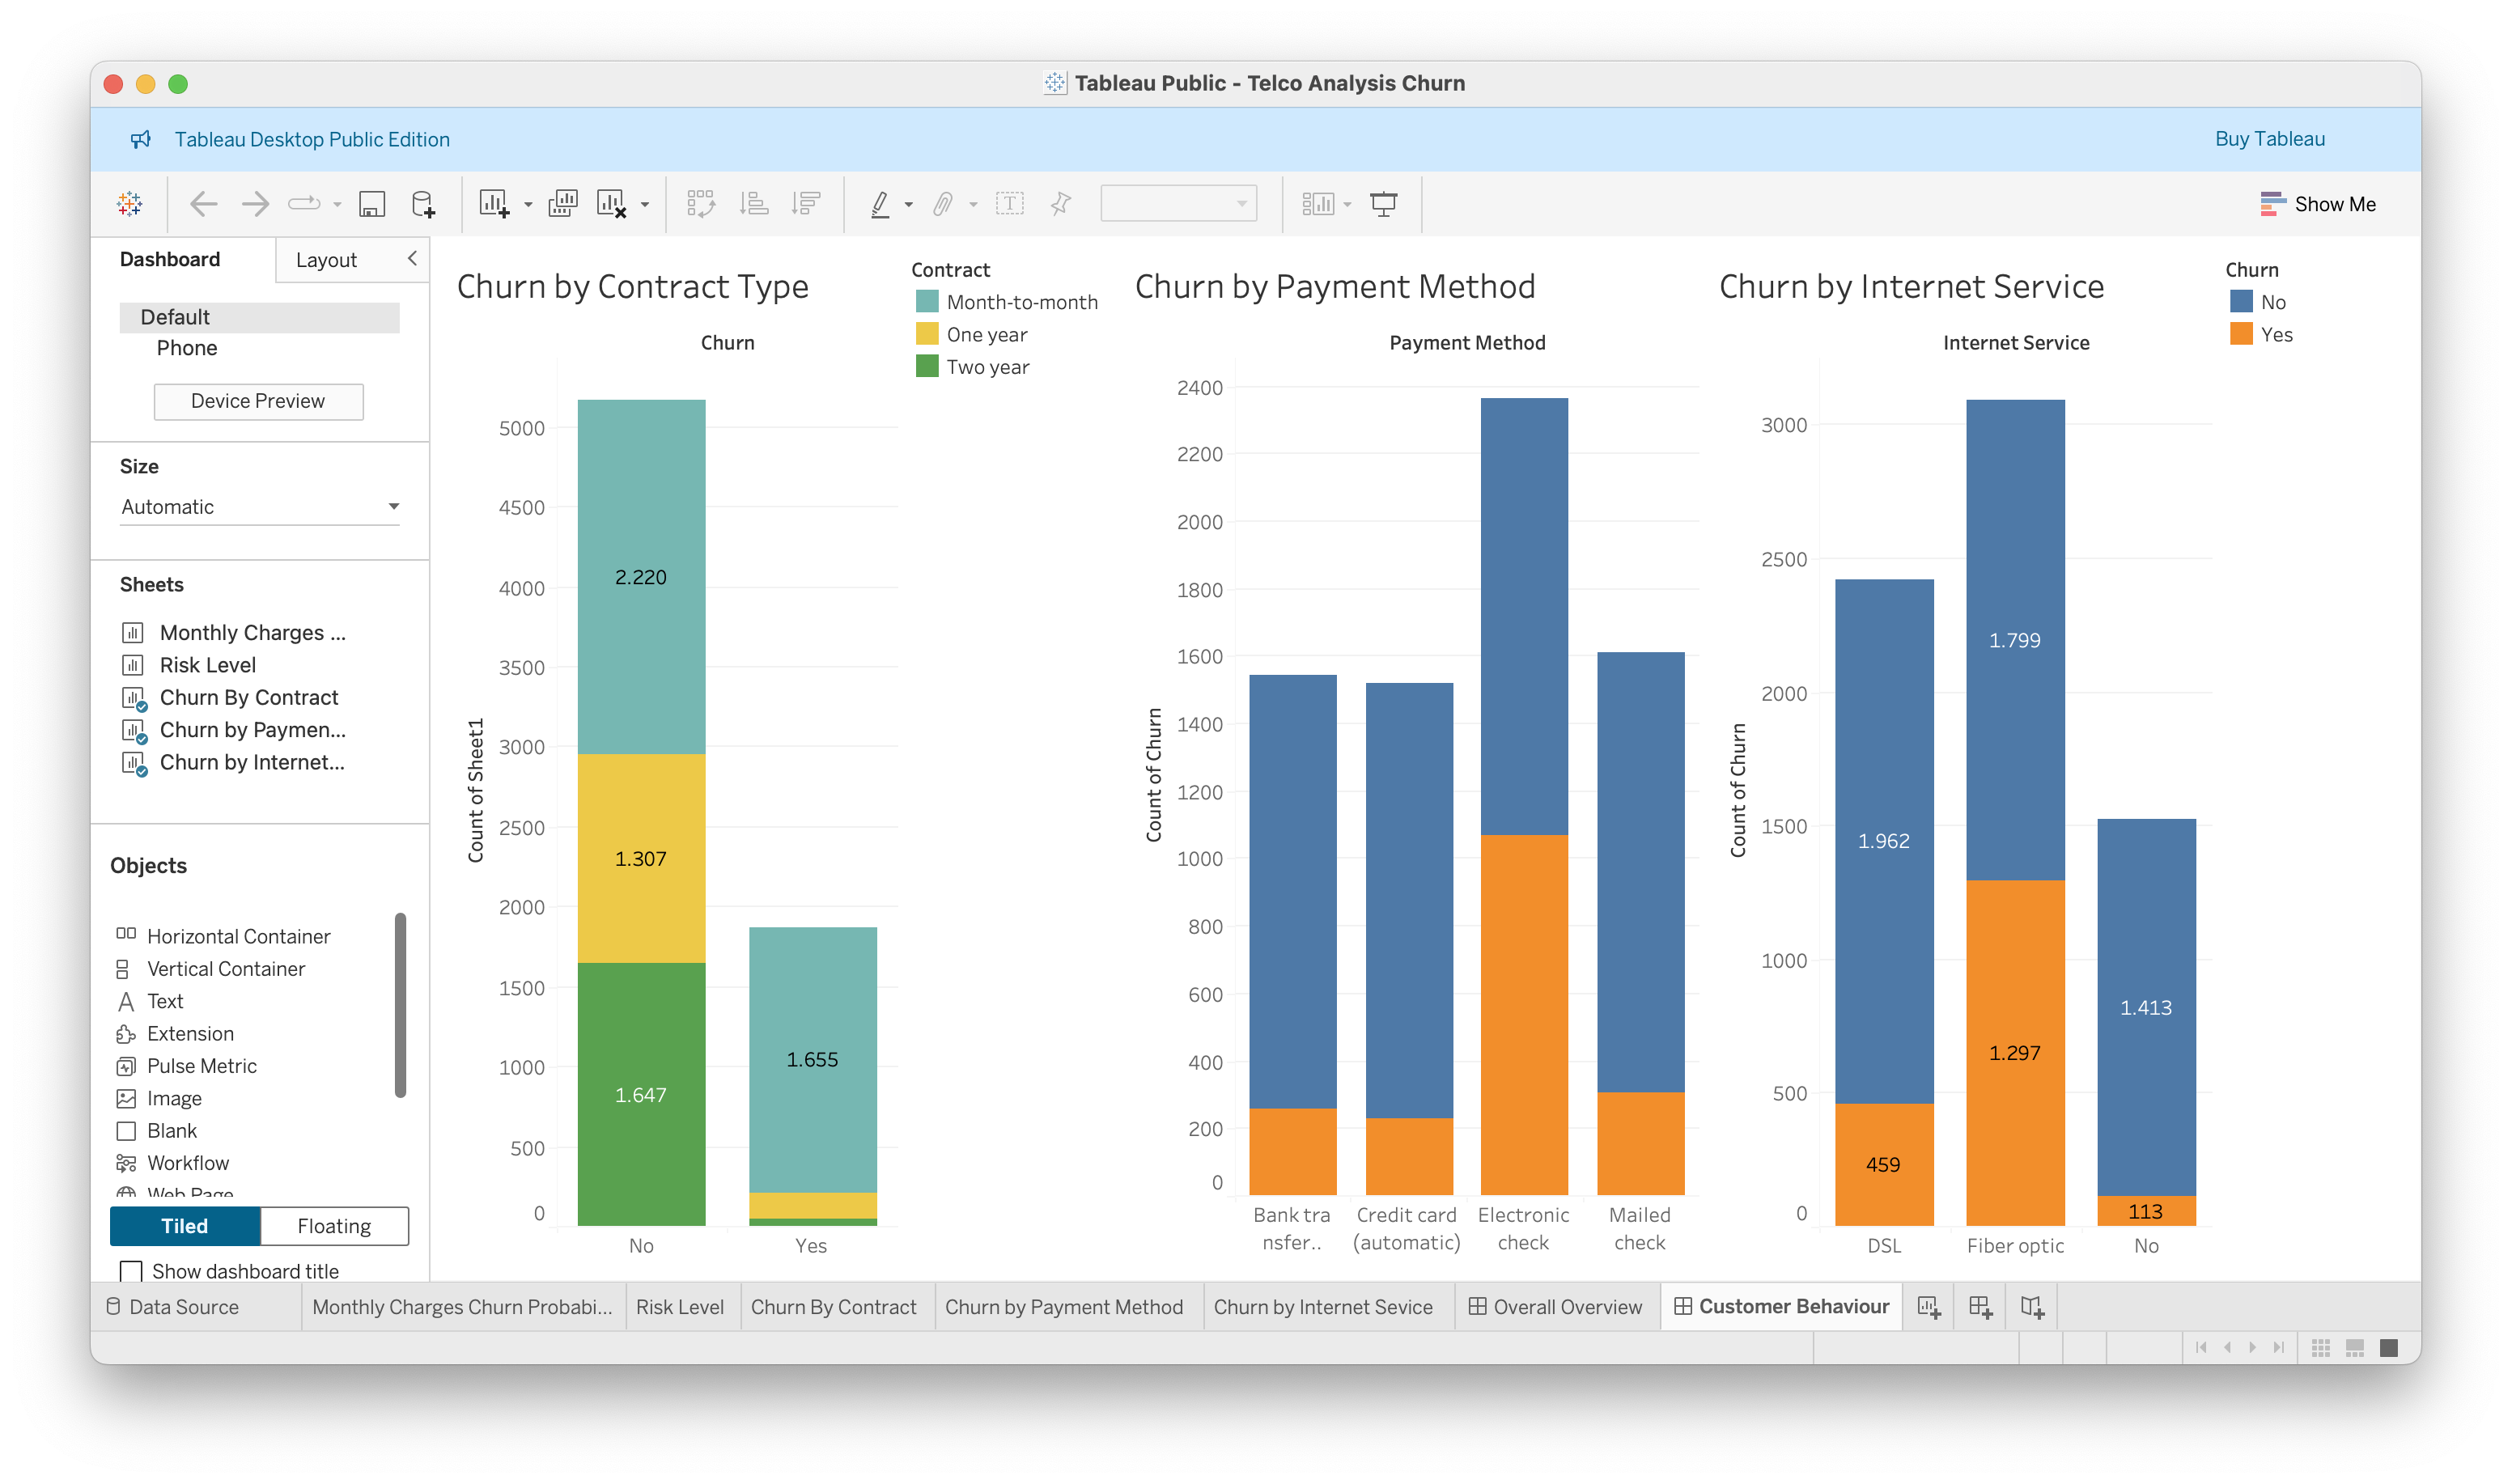 Tableau Public - Telco Analysis Churn
Tableau Desktop Public Edition
Buy Tableau
Show Me
Dashboard
Layout
Default
Phone
Device Preview
Size
Automatic
Sheets
Monthly Charges ...
Risk Level
Churn By Contract
Churn by Paymen...
Churn by Internet...
Objects
Horizontal Container
Vertical Container
Text
Extension
Pulse Metric
Image
Blank
Workflow
Web Page
Tiled
Floating
Show dashboard title
Churn by Contract Type
Churn
Count of Sheet1
5000
4500
4000
3500
3000
2500
2000
1500
1000
500
0
2.220
1.307
1.647
1.655
No
Yes
Contract
Month-to-month
One year
Two year
Churn by Payment Method
Payment Method
Count of Churn
2400
2200
2000
1800
1600
1400
1200
1000
800
600
400
200
0
Bank tra
nsfer..
Credit card
(automatic)
Electronic
check
Mailed
check
Churn by Internet Service
Internet Service
Count of Churn
3000
2500
2000
1500
1000
500
0
1.962
459
1.799
1.297
1.413
113
DSL
Fiber optic
No
Churn
No
Yes
Data Source
Monthly Charges Churn Probabi...
Risk Level
Churn By Contract
Churn by Payment Method
Churn by Internet Sevice
Overall Overview
Customer Behaviour